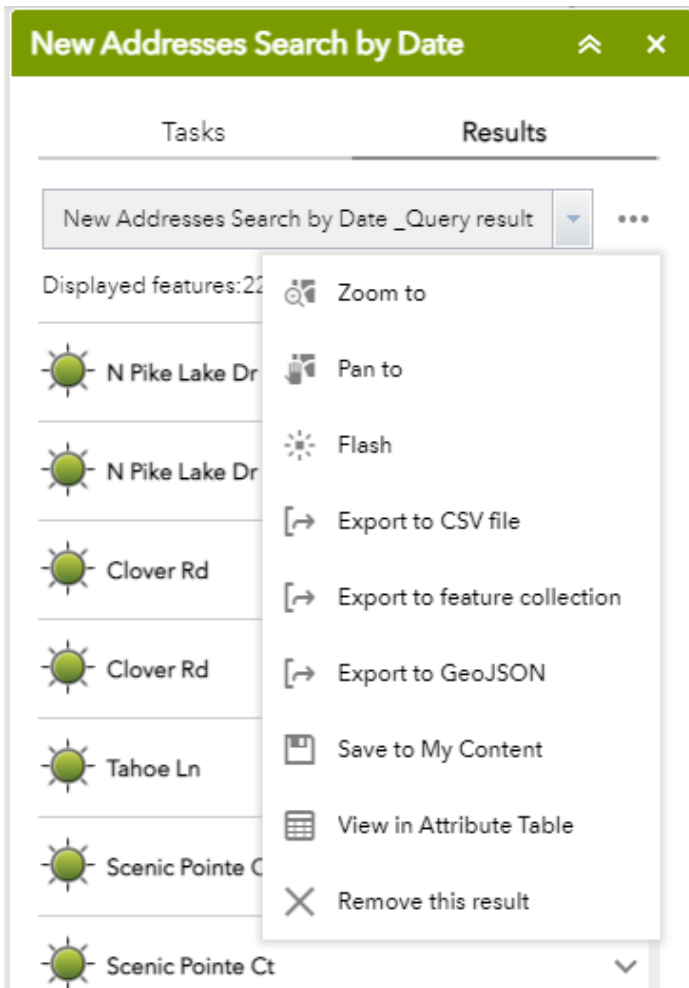 New Addresses Search by Date
Tasks Results
New Addresses Search by Date _Query result
Displayed features:22
Zoom to
N Pike Lake Dr
Pan to
N Pike Lake Dr
Flash
Clover Rd
Export to CSV file
Export to feature collection
Clover Rd
Export to GeoJSON
Tahoe Ln
Save to My Content
View in Attribute Table
Scenic Pointe
Remove this result
Scenic Pointe Ct